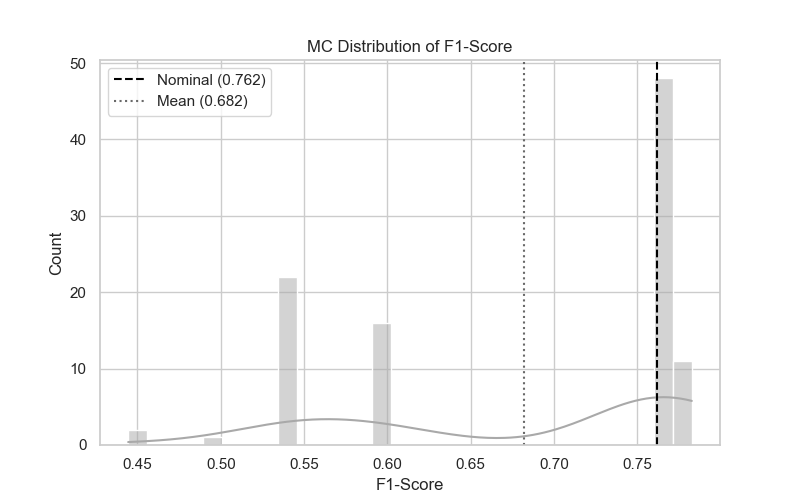 MC Distribution of F1-Score
Nominal (0.762)
Mean (0.682)
50
40
30
20
10
0
Count
0.45 0.50 0.55 0.60 0.65 0.70 0.75
F1-Score